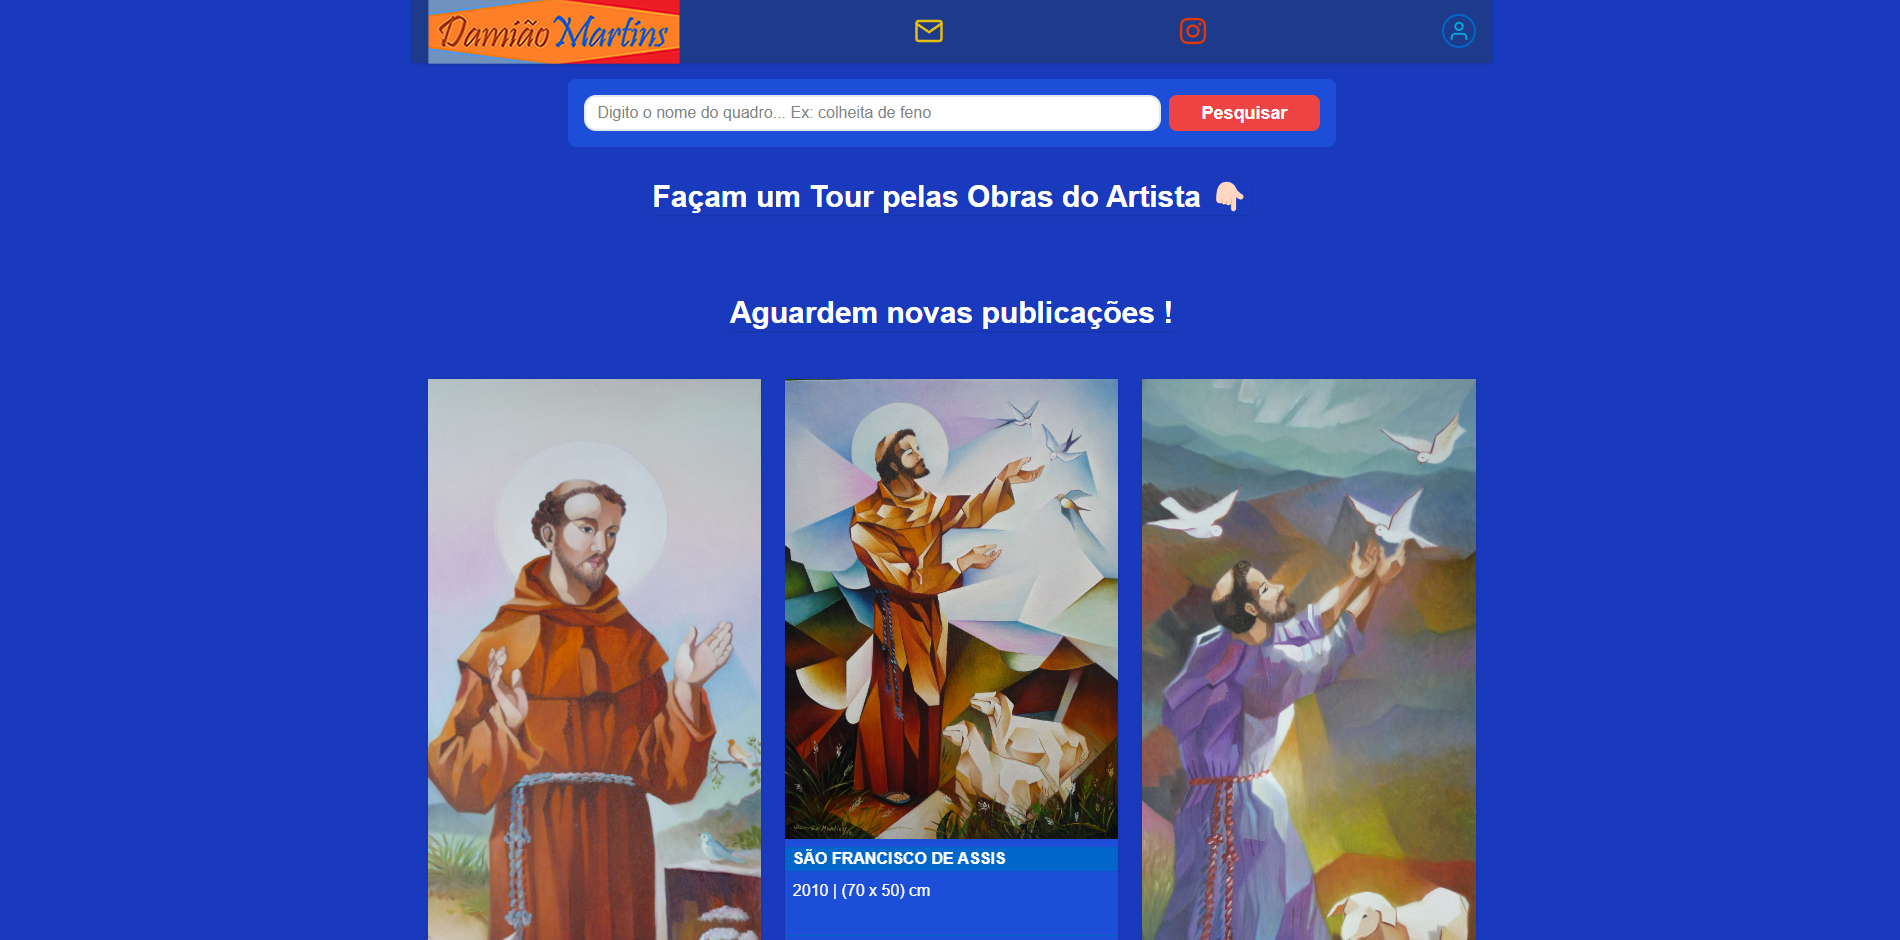 Damião Martins
Digito o nome do quadro... Ex: colheita de feno
Pesquisar
Façam um Tour pelas Obras do Artista 👇🏻
Aguardem novas publicações !
SÃO FRANCISCO DE ASSIS
2010 | (70 x 50) cm